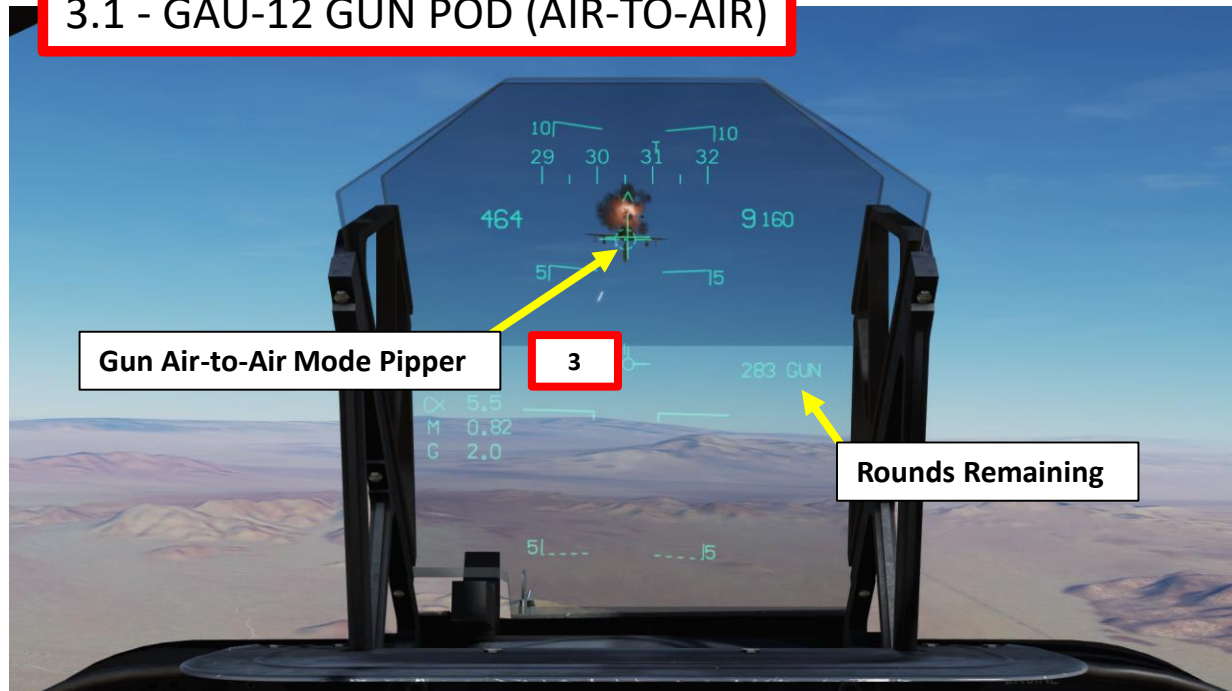 3.1 - GAU-12 GUN POD (AIR-TO-AIR)
10 10
29 30 31 32
T
464 9160
5 5
Gun Air-to-Air Mode Pipper
3
283 GUN
α 5.5
M 0.82
G 2.0
Rounds Remaining
5 5